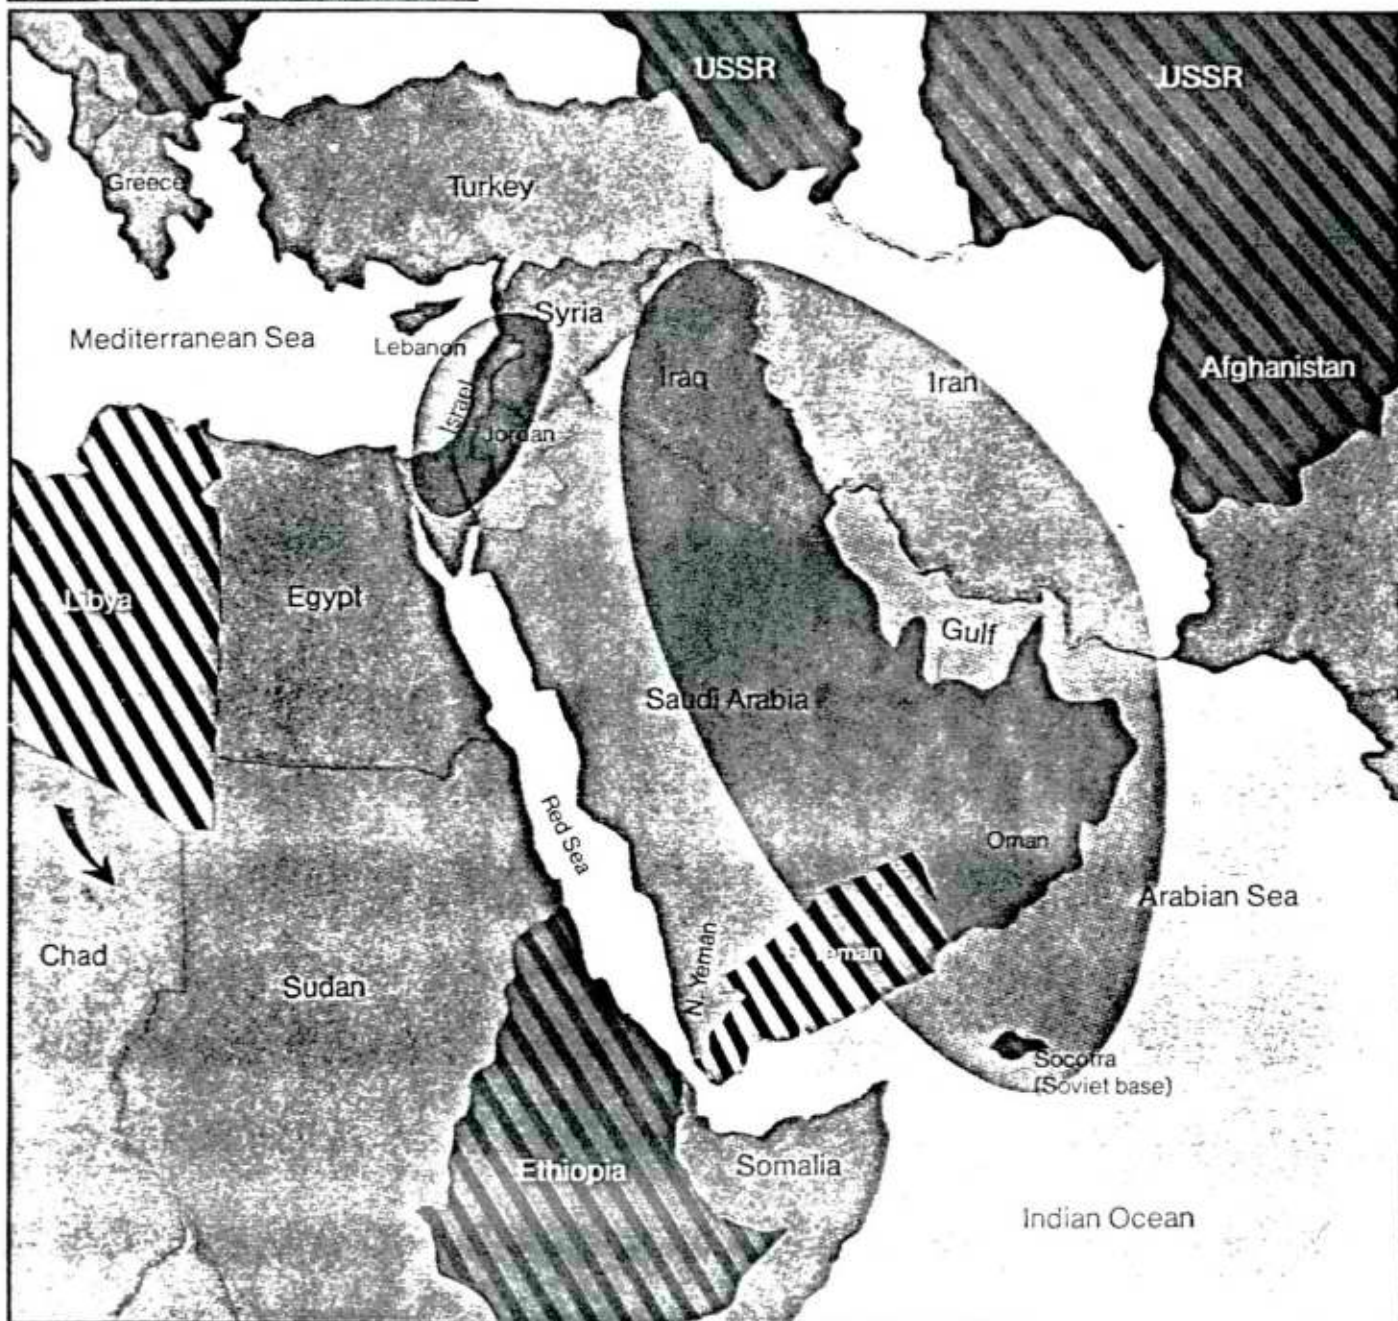 USSR
USSR
Greece
Turkey
Mediterranean Sea
Lebanon
Syria
Israel
Jordan
Iraq
Iran
Afghanistan
Libya
Egypt
Gulf
Saudi Arabia
Red Sea
Oman
Arabian Sea
Chad
Sudan
N. Yeman
Socotra
(Soviet base)
Ethiopia
Somalia
Indian Ocean